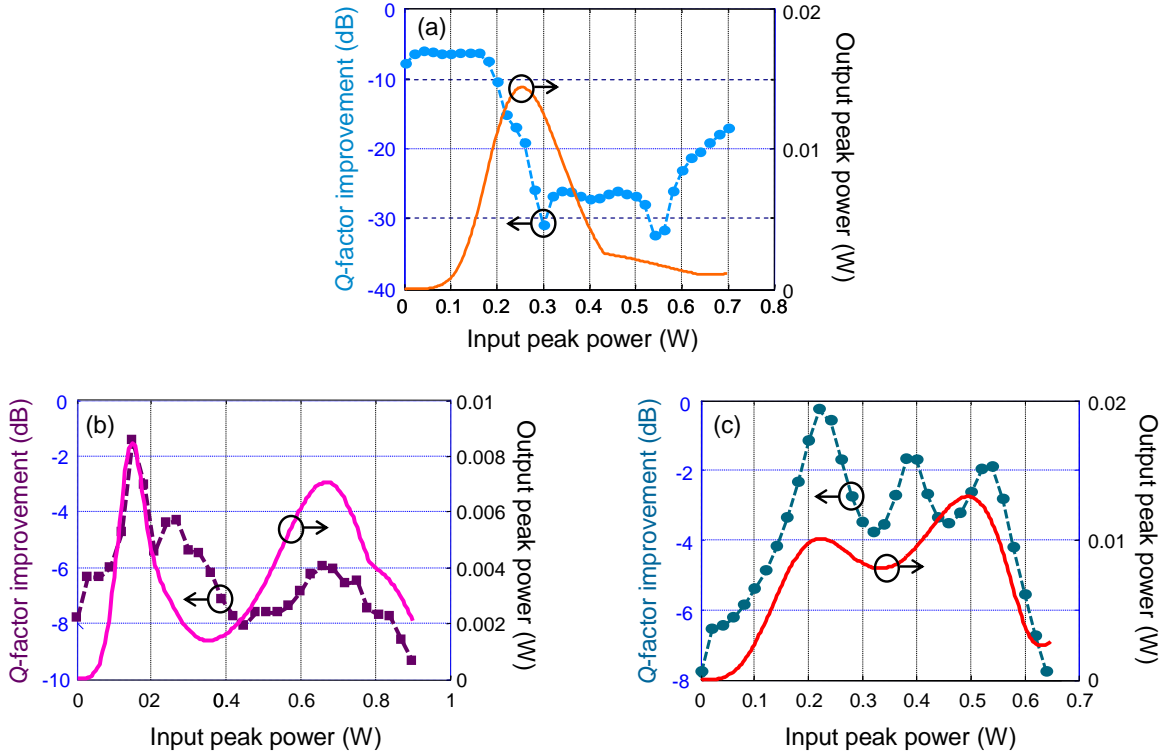 (a)
Q-factor improvement (dB)
0
-10
-20
-30
-40
0.02
0.01
0
Output peak power (W)
0 0.1 0.2 0.3 0.4 0.5 0.6 0.7 0.8
Input peak power (W)
(b)
Q-factor improvement (dB)
0
-2
-4
-6
-8
-10
0.01
0.008
0.006
0.004
0.002
0
Output peak power (W)
0 02 0.4 0.6 0.8 1
Input peak power (W)
(c)
Q-factor improvement (dB)
0
-2
-4
-6
-8
0.02
0.01
0
Output peak power (W)
0 0.1 0.2 0.3 0.4 0.5 0.6 0.7
Input peak power (W)